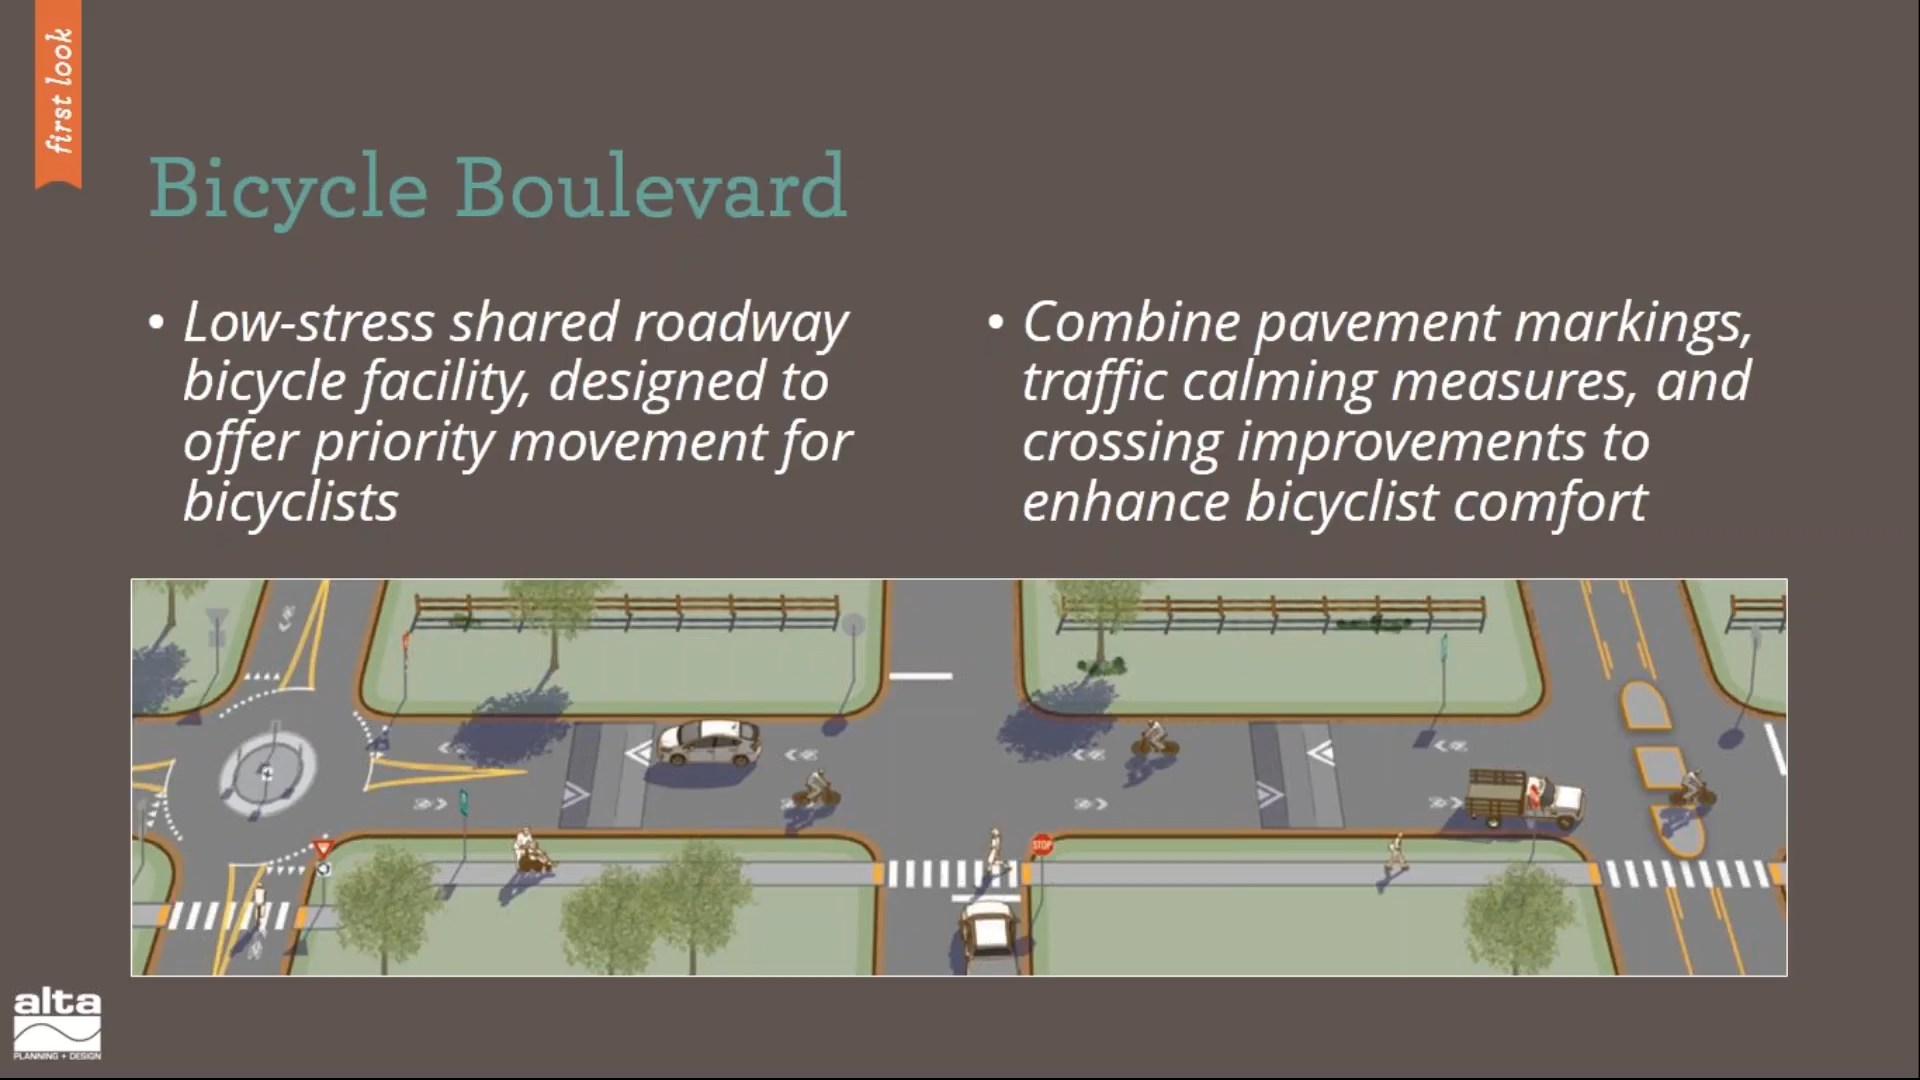 first look
Bicycle Boulevard
• Low-stress shared roadway
bicycle facility, designed to
offer priority movement for
bicyclists
• Combine pavement markings,
traffic calming measures, and
crossing improvements to
enhance bicyclist comfort
STOP
alta
PLANNING + DESIGN